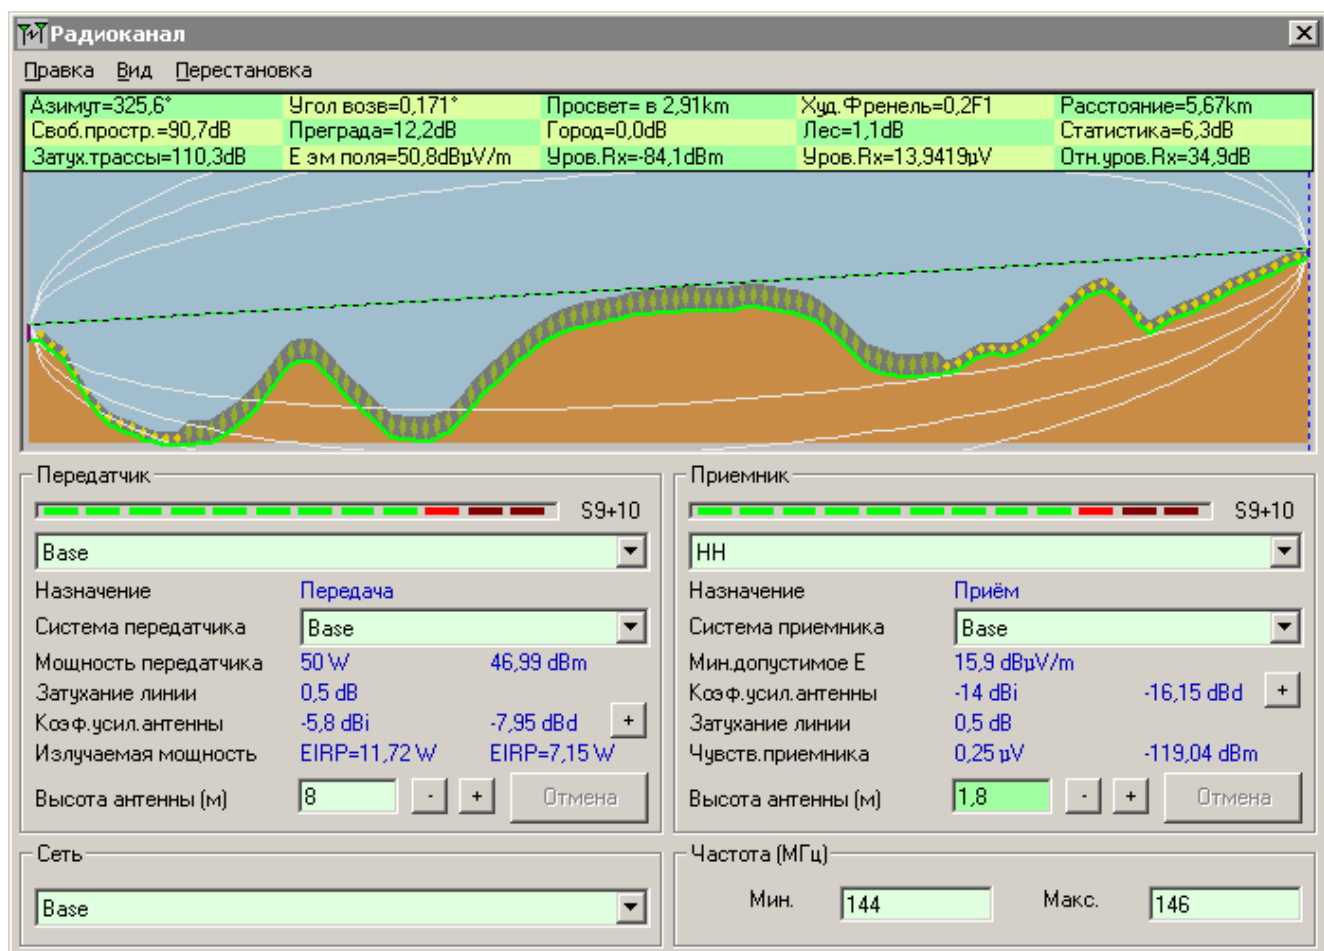 Радиоканал
Правка Вид Перестановка
Азимут=325,6° Угол возв=0,171° Просвет= в 2,91km Худ.Френель=0,2F1 Расстояние=5,67km
Своб.простр.=90,7dB Преграда=12,2dB Город=0,0dB Лес=1,1dB Статистика=6,3dB
Затух.трассы=110,3dB Е эм поля=50,8dBµV/m Уров.Rx=-84,1dBm Уров.Rx=13,9419µV Отн.уров.Rx=34,9dB
Передатчик
S9+10
Base
Назначение Передача
Система передатчика Base
Мощность передатчика 50 W 46,99 dBm
Затухание линии 0,5 dB
Коэф.усил.антенны -5,8 dBi -7,95 dBd +
Излучаемая мощность EIRP=11,72 W EIRP=7,15 W
Высота антенны (м) 8 - + Отмена
Сеть
Base
Приемник
S9+10
HH
Назначение Приём
Система приемника Base
Мин.допустимое Е 15,9 dBµV/m
Коэф.усил.антенны -14 dBi -16,15 dBd +
Затухание линии 0,5 dB
Чувств.приемника 0,25 µV -119,04 dBm
Высота антенны (м) 1,8 - + Отмена
Частота (МГц)
Мин. 144 Макс. 146